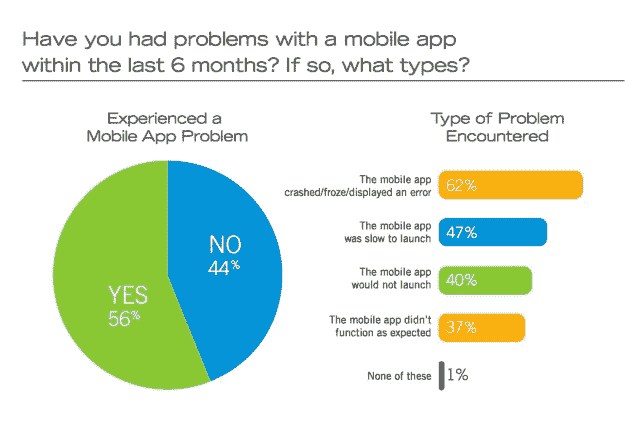 Have you had problems with a mobile app
within the last 6 months? If so, what types?
Experienced a
Mobile App Problem
NO
44%
YES
56%
Type of Problem
Encountered
The mobile app
crashed/froze/displayed an error
62%
The mobile app
was slow to launch
47%
The mobile app
would not launch
40%
The mobile app didn't
function as expected
37%
None of these
1%